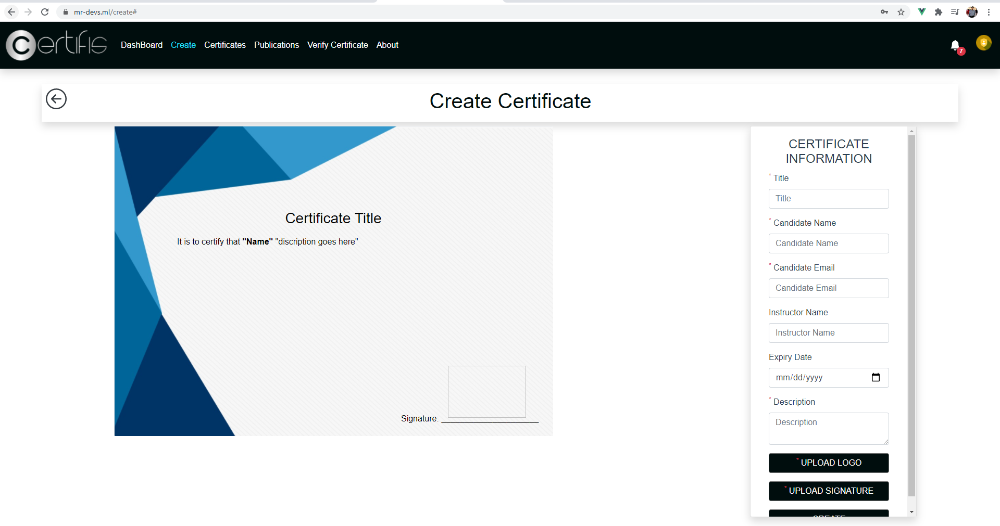 mr-devs.ml/create#
certifis
DashBoard Create Certificates Publications Verify Certificate About
7
Create Certificate
Certificate Title
It is to certify that "Name" "discription goes here"
Signature: _____________________
CERTIFICATE
INFORMATION
* Title
Title
* Candidate Name
Candidate Name
* Candidate Email
Candidate Email
Instructor Name
Instructor Name
Expiry Date
mm/dd/yyyy
* Description
Description
* UPLOAD LOGO
* UPLOAD SIGNATURE
CREATE